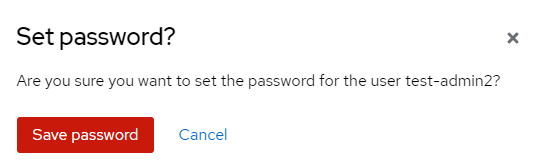 Set password?
Are you sure you want to set the password for the user test-admin2?
Save password
Cancel